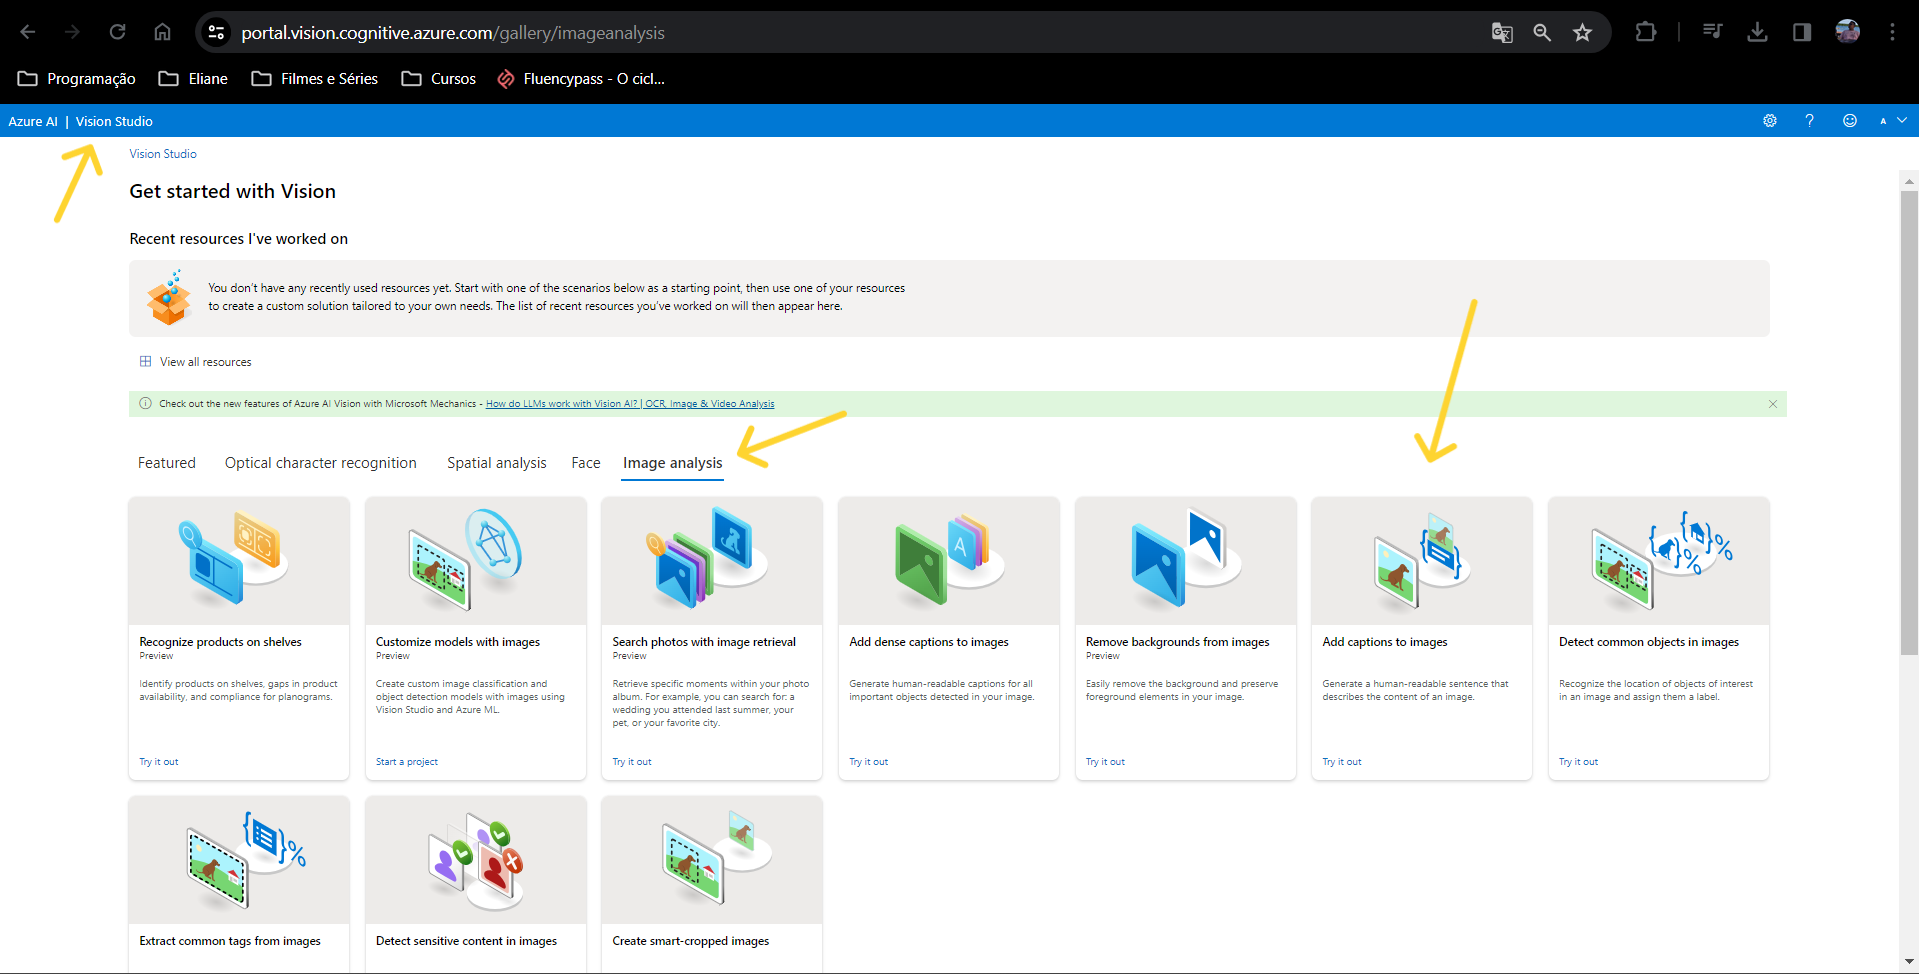 portal.vision.cognitive.azure.com/gallery/imageanalysis
Programação Eliane Filmes e Séries Cursos Fluencypass - O cicl...
Azure AI | Vision Studio ? A
Vision Studio
Get started with Vision
Recent resources I've worked on
You don't have any recently used resources yet. Start with one of the scenarios below as a starting point, then use one of your resources
to create a custom solution tailored to your own needs. The list of recent resources you've worked on will then appear here.
View all resources
Check out the new features of Azure AI Vision with Microsoft Mechanics - How do LLMs work with Vision AI? | OCR, Image & Video Analysis
Featured Optical character recognition Spatial analysis Face Image analysis
Recognize products on shelves
Preview
Identify products on shelves, gaps in product
availability, and compliance for planograms.
Try it out
Customize models with images
Preview
Create custom image classification and
object detection models with images using
Vision Studio and Azure ML.
Start a project
Search photos with image retrieval
Preview
Retrieve specific moments within your photo
album. For example, you can search for: a
wedding you attended last summer, your
pet, or your favorite city.
Try it out
A
Add dense captions to images
Generate human-readable captions for all
important objects detected in your image.
Try it out
Remove backgrounds from images
Preview
Easily remove the background and preserve
foreground elements in your image.
Try it out
Add captions to images
Generate a human-readable sentence that
describes the content of an image.
Try it out
Detect common objects in images
Recognize the location of objects of interest
in an image and assign them a label.
Try it out
Extract common tags from images
Detect sensitive content in images
Create smart-cropped images